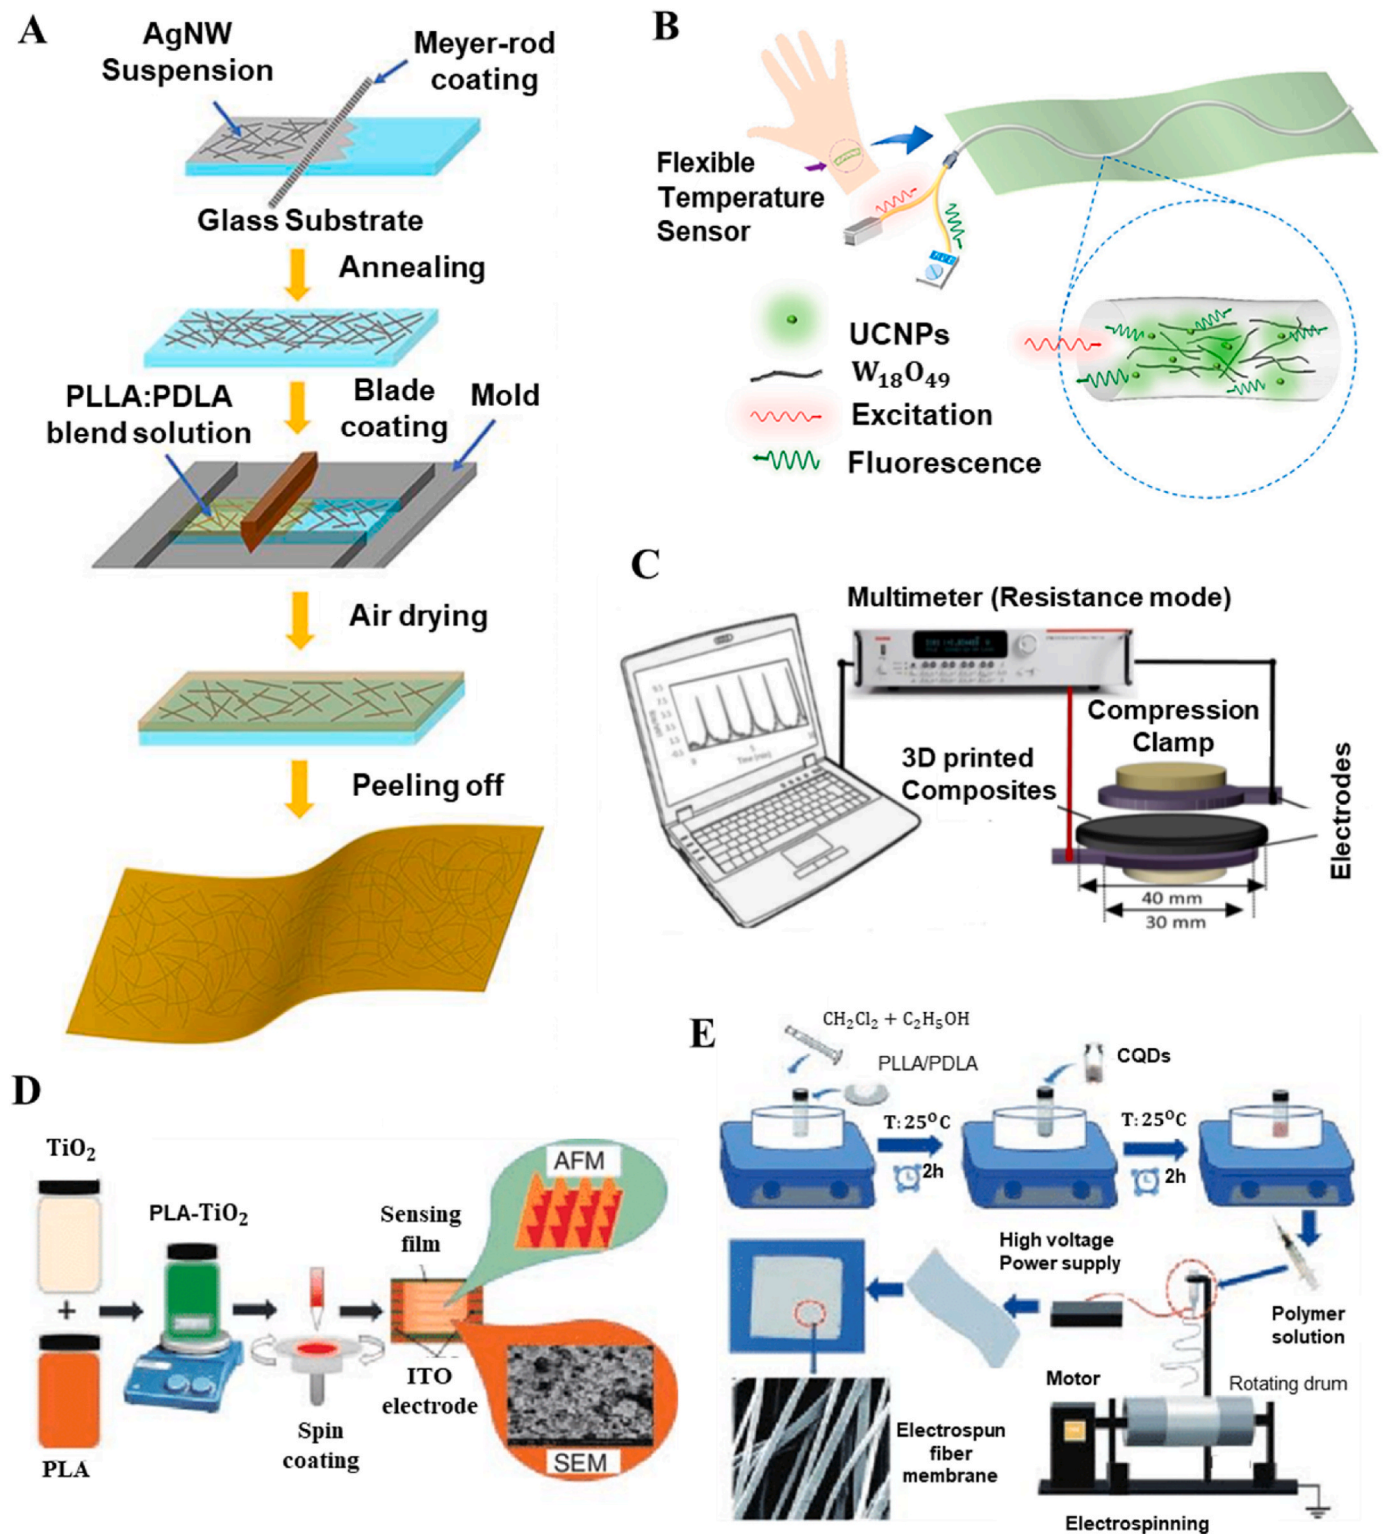 A
AgNW
Suspension
Meyer-rod
coating
Glass Substrate
Annealing
PLLA:PDLA
blend solution
Blade
coating
Mold
Air drying
Peeling off
B
Flexible
Temperature
Sensor
UCNPs
W₁₈O₄₉
Excitation
Fluorescence
C
Multimeter (Resistance mode)
Compression
Clamp
3D printed
Composites
Electrodes
40 mm
30 mm
Time
D
TiO₂
+
PLA
PLA-TiO₂
Spin
coating
Sensing
film
ITO
electrode
AFM
SEM
E
CH₂Cl₂ + C₂H₅OH
PLLA/PDLA
CQDs
T: 25⁰C
2h
T: 25⁰C
2h
High voltage
Power supply
Polymer
solution
Motor
Rotating drum
Electrospun
fiber
membrane
Electrospinning